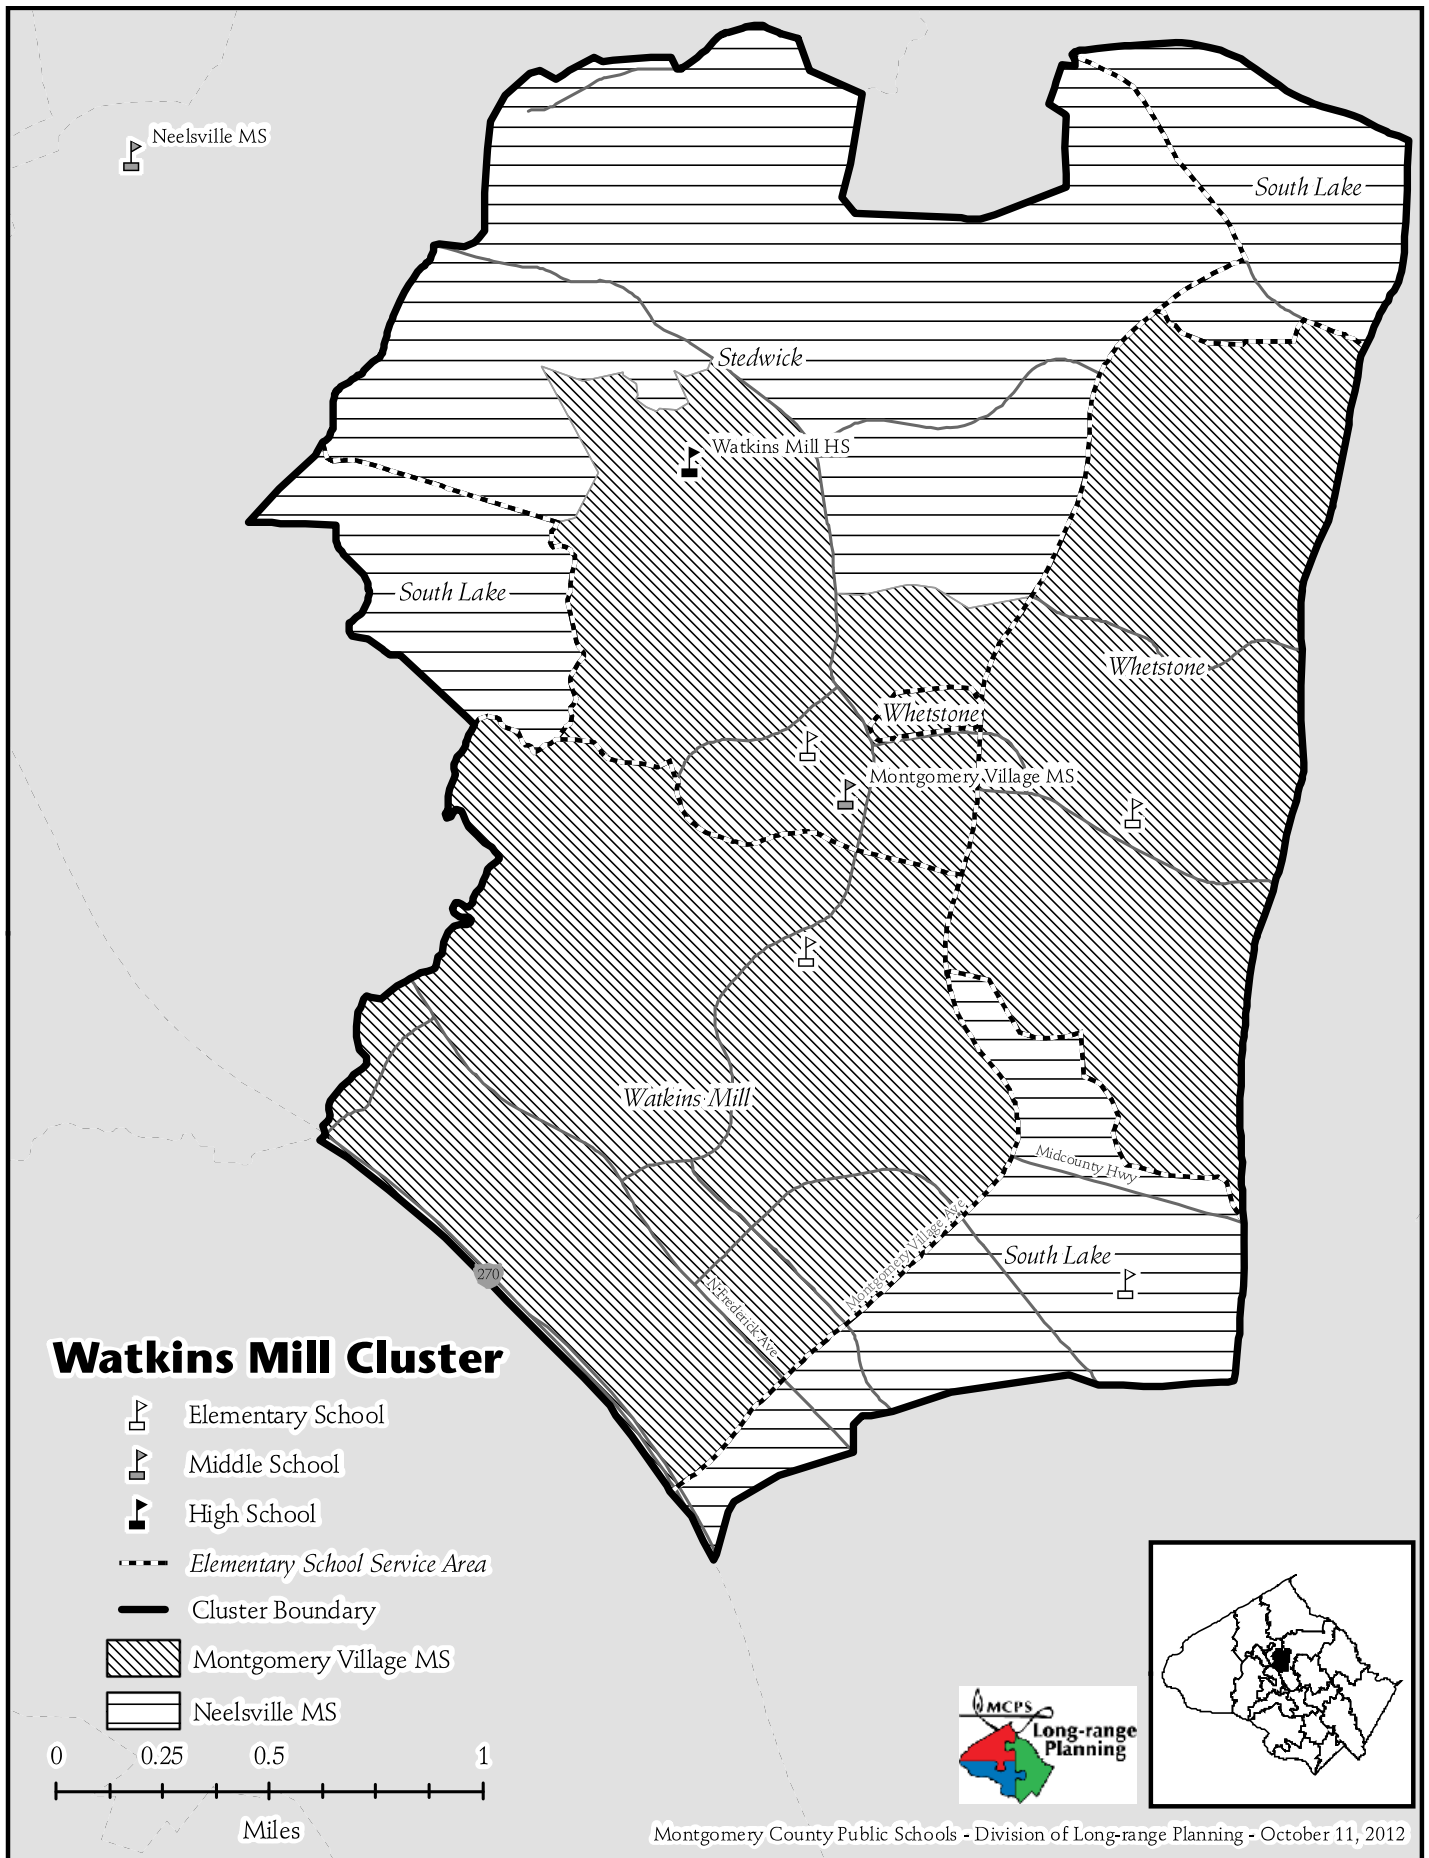 Neelsville MS
South Lake
Stedwick
Watkins Mill HS
South Lake
Whetstone
Whetstone
Montgomery Village MS
Watkins Mill
Midcounty Hwy
Montgomery Village Ave
South Lake
270
N Frederick Ave
Watkins Mill Cluster
Elementary School
Middle School
High School
Elementary School Service Area
Cluster Boundary
Montgomery Village MS
Neelsville MS
0 0.25 0.5 1
Miles
MCPS
Long-range
Planning
Montgomery County Public Schools - Division of Long-range Planning - October 11, 2012